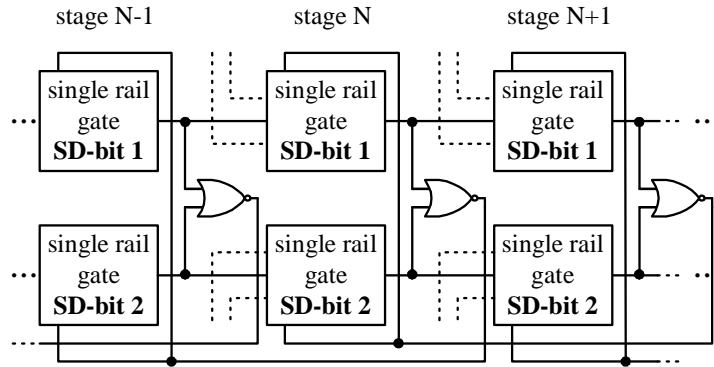 stage N-1
stage N
stage N+1
single rail
gate
SD-bit 1
single rail
gate
SD-bit 1
single rail
gate
SD-bit 1
single rail
gate
SD-bit 2
single rail
gate
SD-bit 2
single rail
gate
SD-bit 2